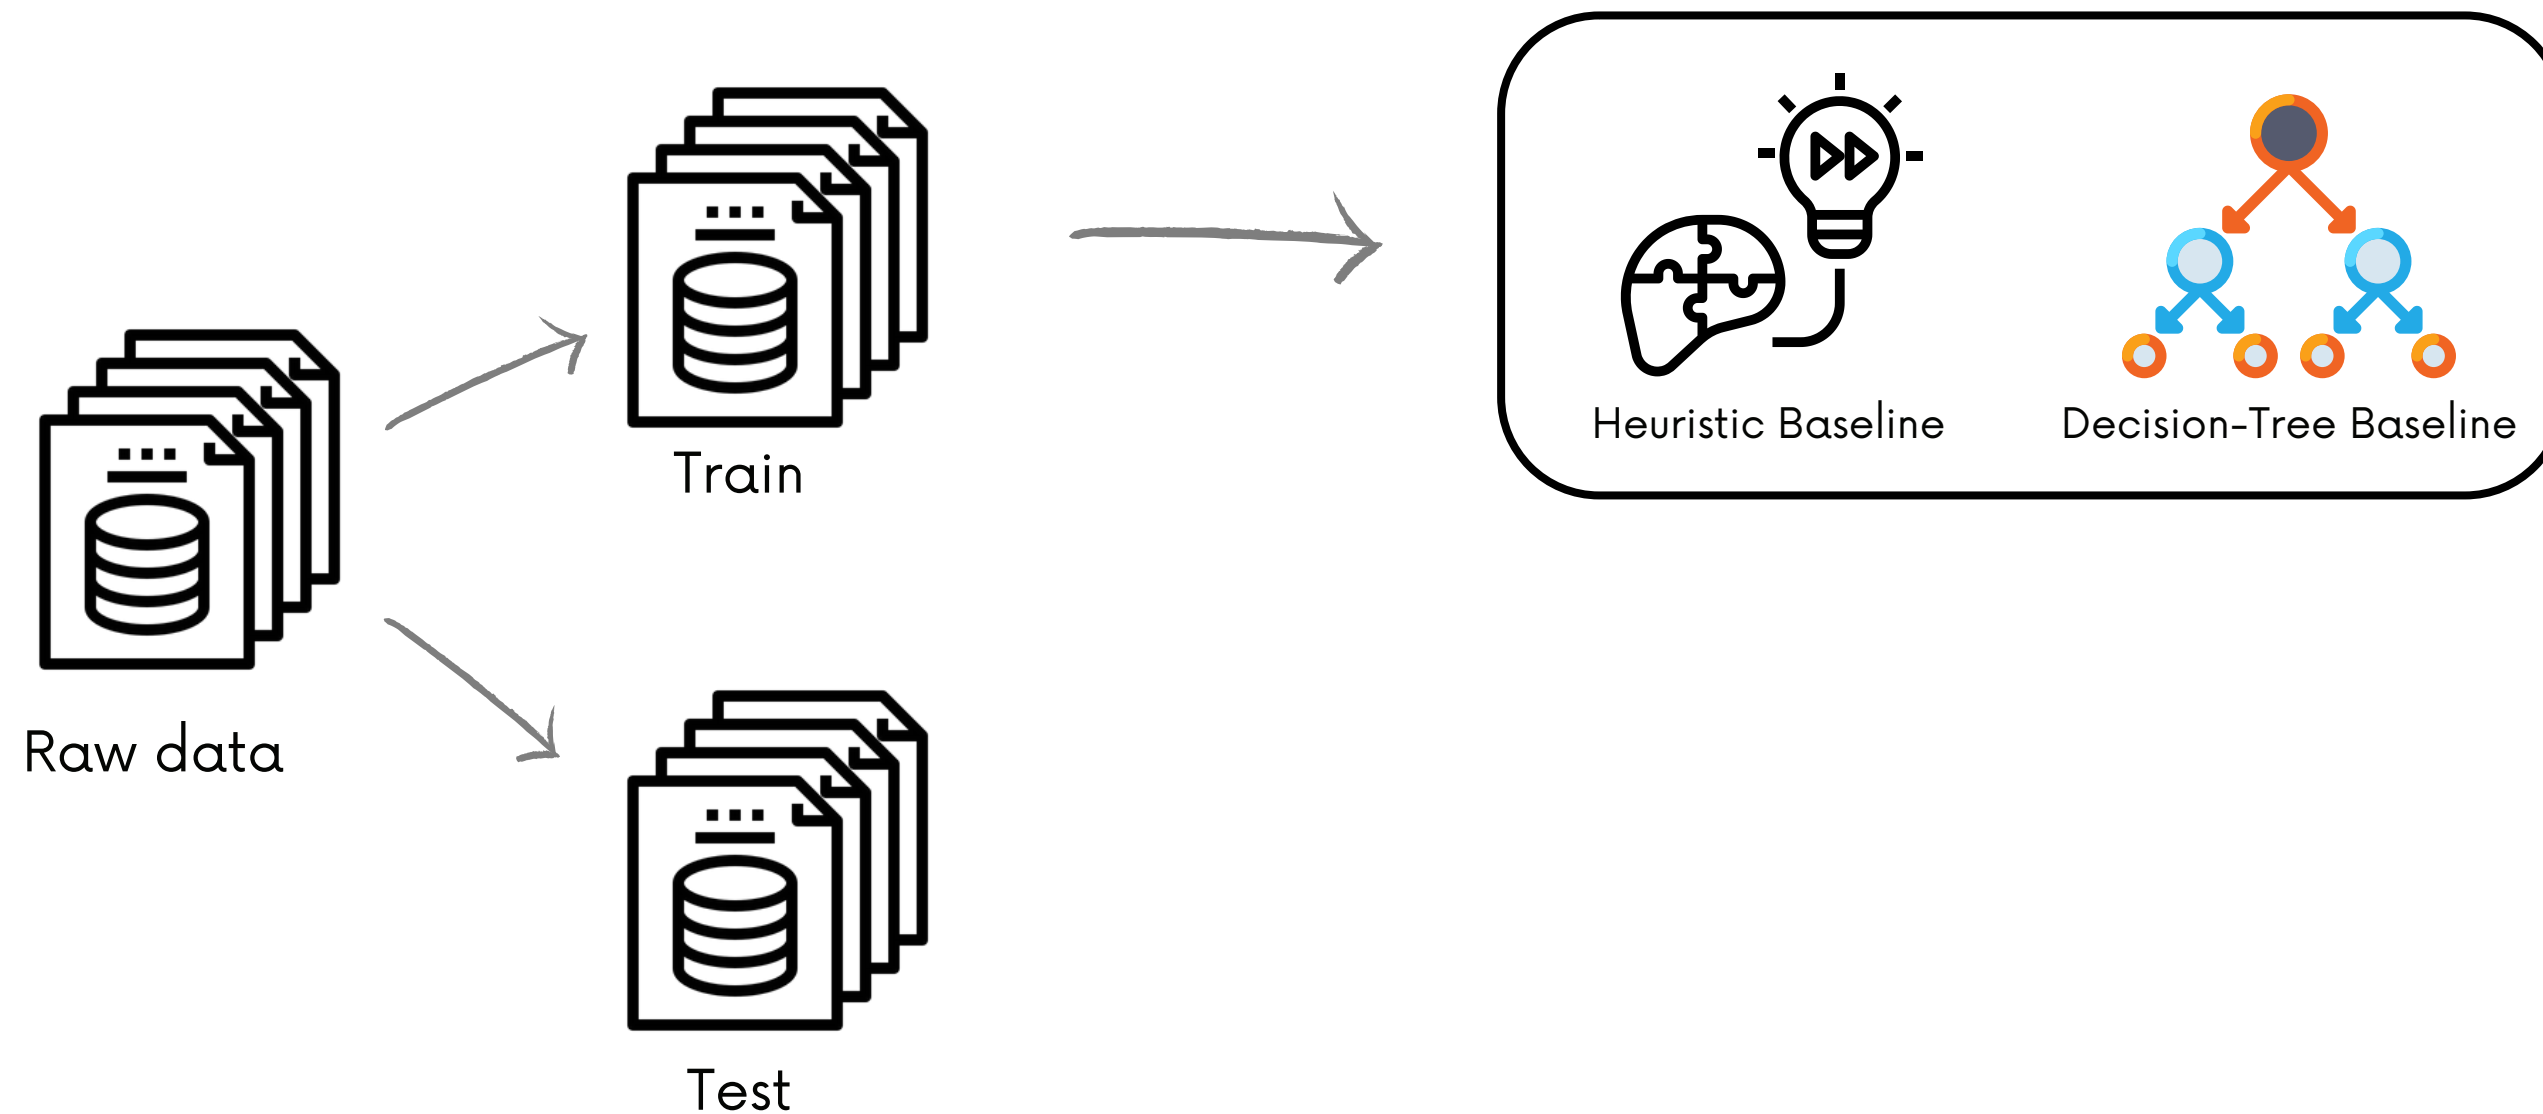 Train
Heuristic Baseline
Decision-Tree Baseline
Raw data
Test